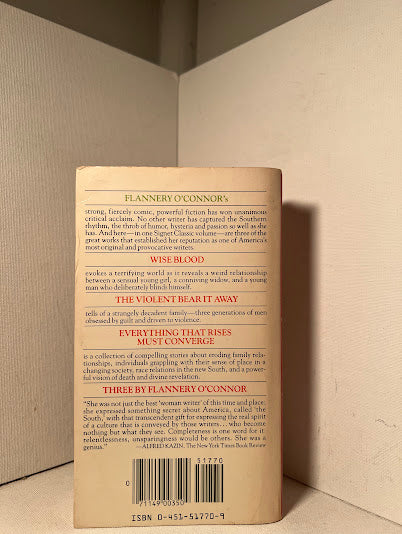 FLANNERY O'CONNOR's
strong, fiercely comic, powerful fiction has won unanimous
critical acclaim. No other writer has captured the Southern
rhythm, the throb of humor, hysteria and passion so well as she
has. And here—in one Signet Classic volume—are three of the
great works that established her reputation as one of America's
most original and provocative writers.
WISE BLOOD
evokes a terrifying world as it reveals a weird relationship
between a sensual young girl, a conniving widow, and a
young man who deliberately blinds himself.
THE VIOLENT BEAR IT AWAY
tells of a strangely decadent family—three generations of men
obsessed by guilt and driven to violence.
EVERYTHING THAT RISES
MUST CONVERGE
is a collection of compelling stories about eroding family rela-
tionships, individuals grappling with their sense of place in a
changing society, race relations in the new South, and a power-
ful vision of death and divine revelation.
THREE BY FLANNERY O'CONNOR
"She was not just the best 'woman writer' of this time and place;
she expressed something secret about America, called 'the
South,' with that transcendent gift for expressing the real spirit
of a culture that is conveyed by those writers . . . who become
nothing but what they see. Completeness is one word for it:
relentlessness, unsparingness would be others. She was a
genius." —ALFRED KAZIN, The New York Times Book Review
51770
0 71149 00350
ISBN 0-451-51770-9